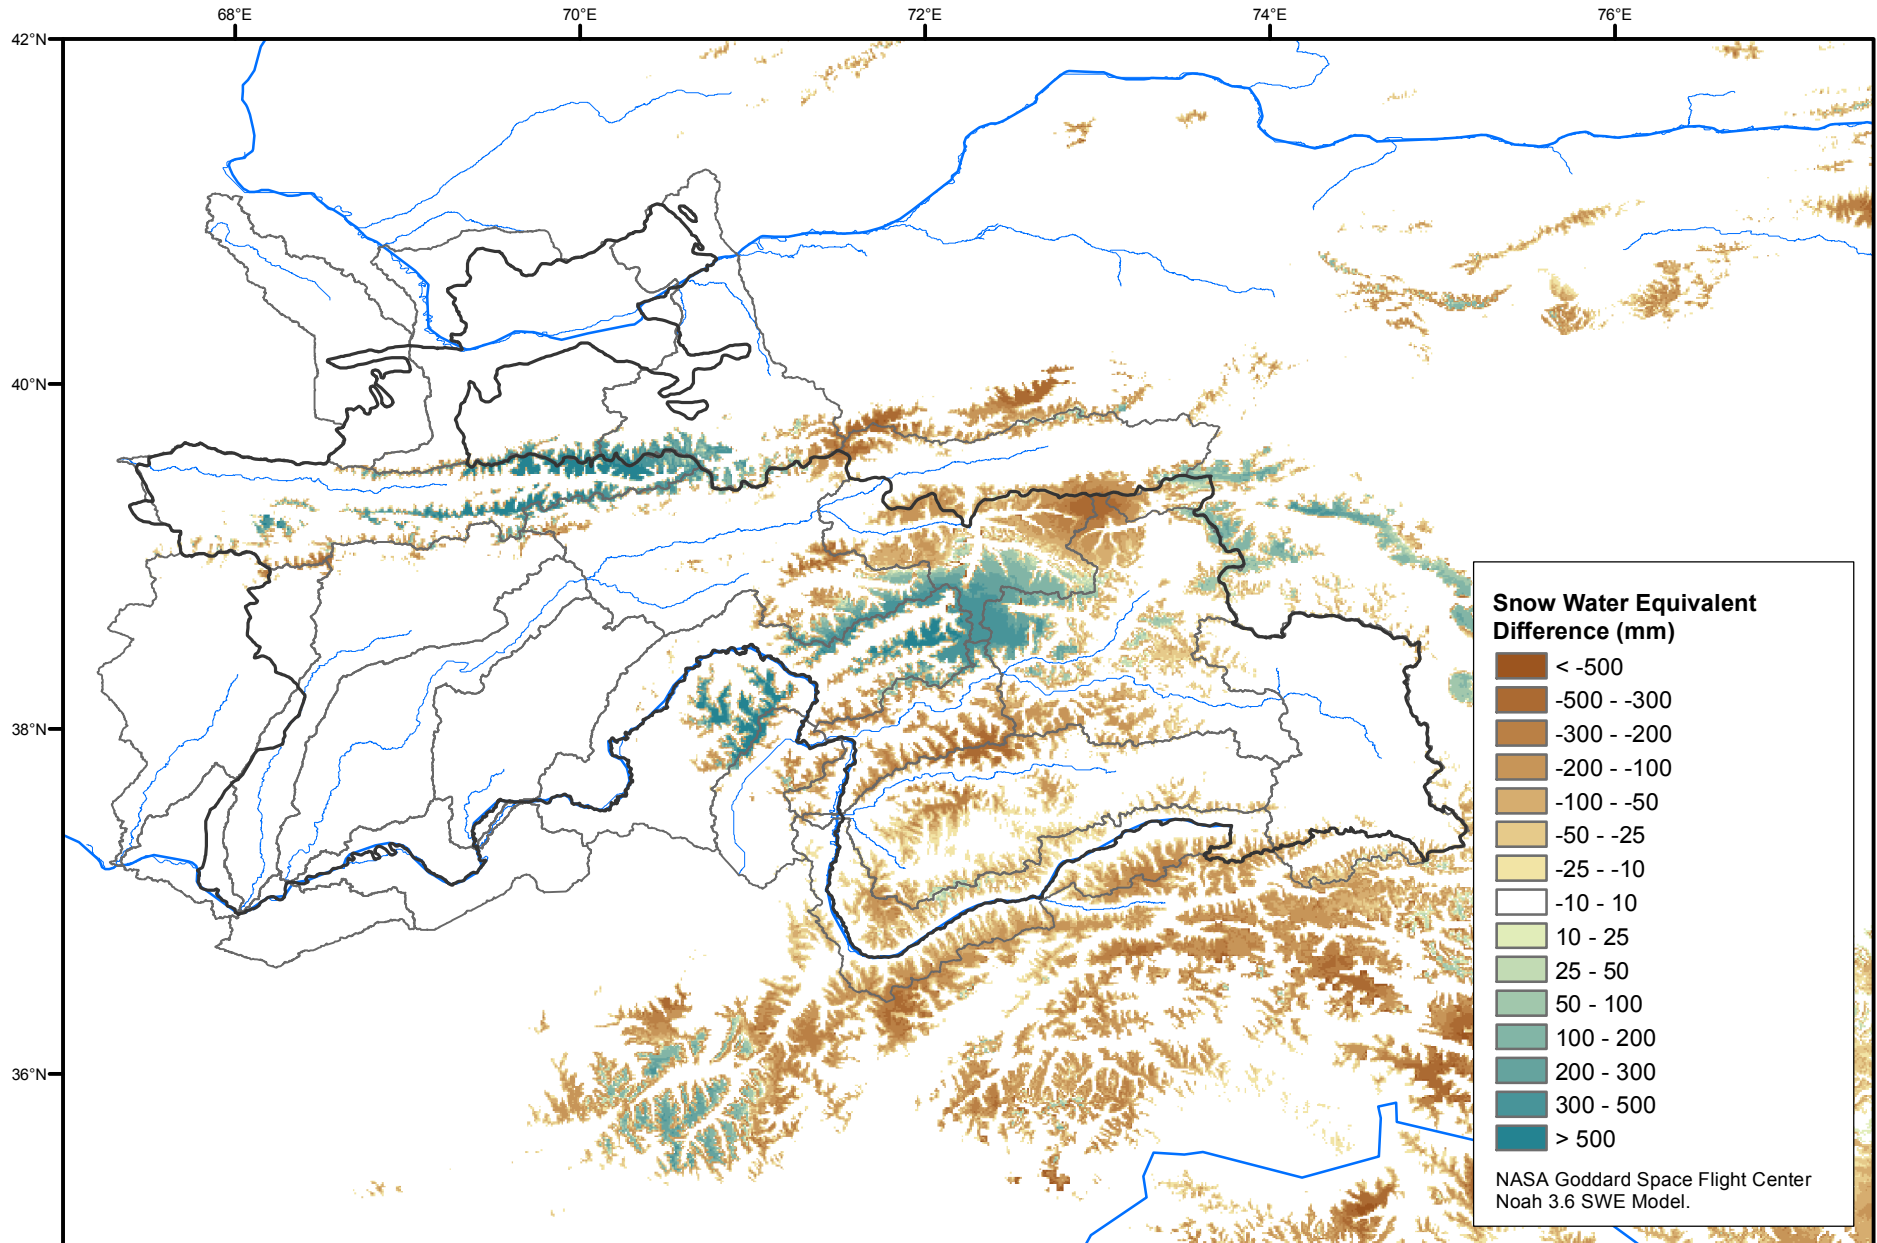 68°E 70°E 72°E 74°E 76°E
42°N
40°N
38°N
36°N
Snow Water Equivalent
Difference (mm)
< -500
-500 - -300
-300 - -200
-200 - -100
-100 - -50
-50 - -25
-25 - -10
-10 - 10
10 - 25
25 - 50
50 - 100
100 - 200
200 - 300
300 - 500
> 500
NASA Goddard Space Flight Center
Noah 3.6 SWE Model.